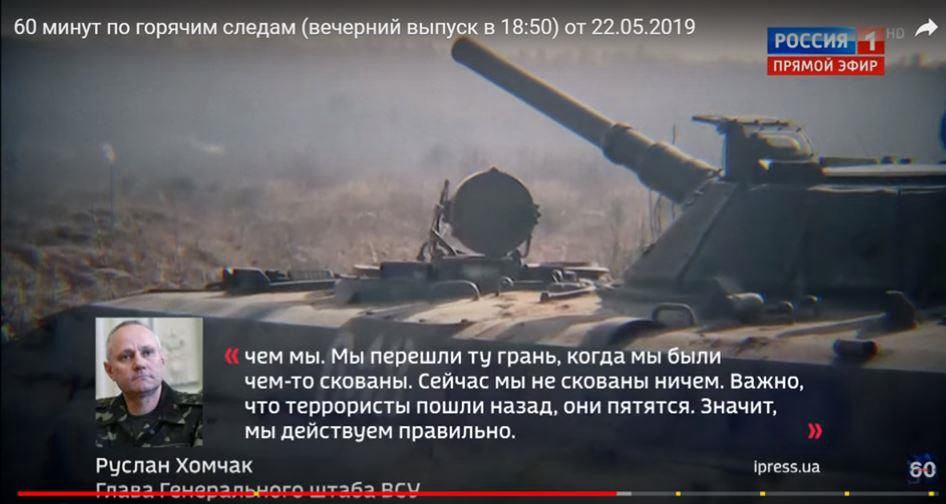 60 минут по горячим следам (вечерний выпуск в 18:50) от 22.05.2019
РОССИЯ 1 HD
ПРЯМОЙ ЭФИР
« чем мы. Мы перешли ту грань, когда мы были
чем-то скованы. Сейчас мы не скованы ничем. Важно,
что террористы пошли назад, они пятятся. Значит,
мы действуем правильно. »
Руслан Хомчак
ipress.ua
Глава Генерального штаба ВСУ
60